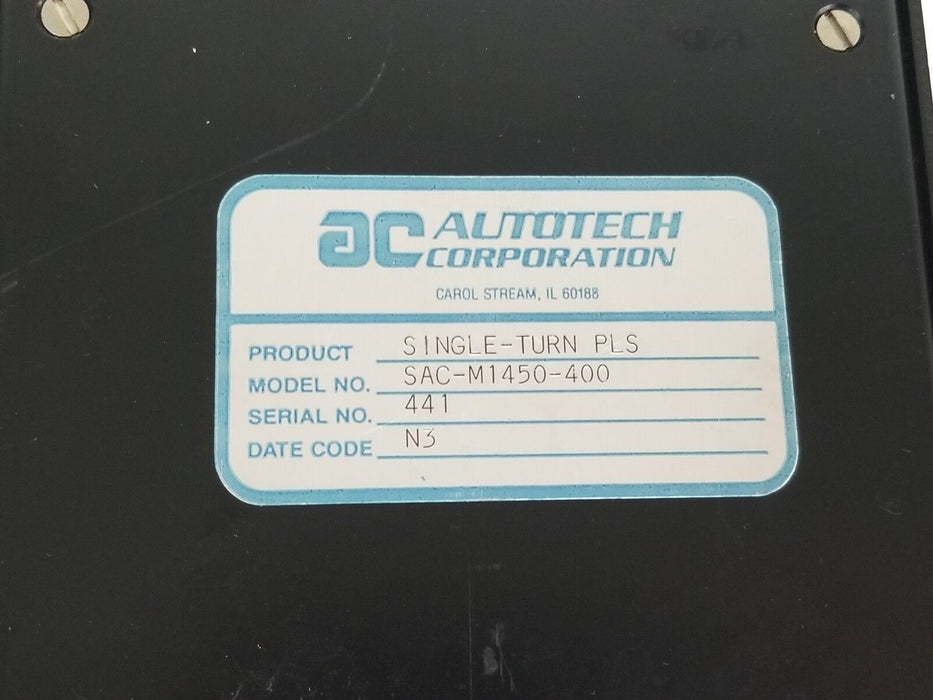 ac AUTOTECH
CORPORATION
CAROL STREAM, IL 60188
PRODUCT SINGLE-TURN PLS
MODEL NO. SAC-M1450-400
SERIAL NO. 441
DATE CODE N3